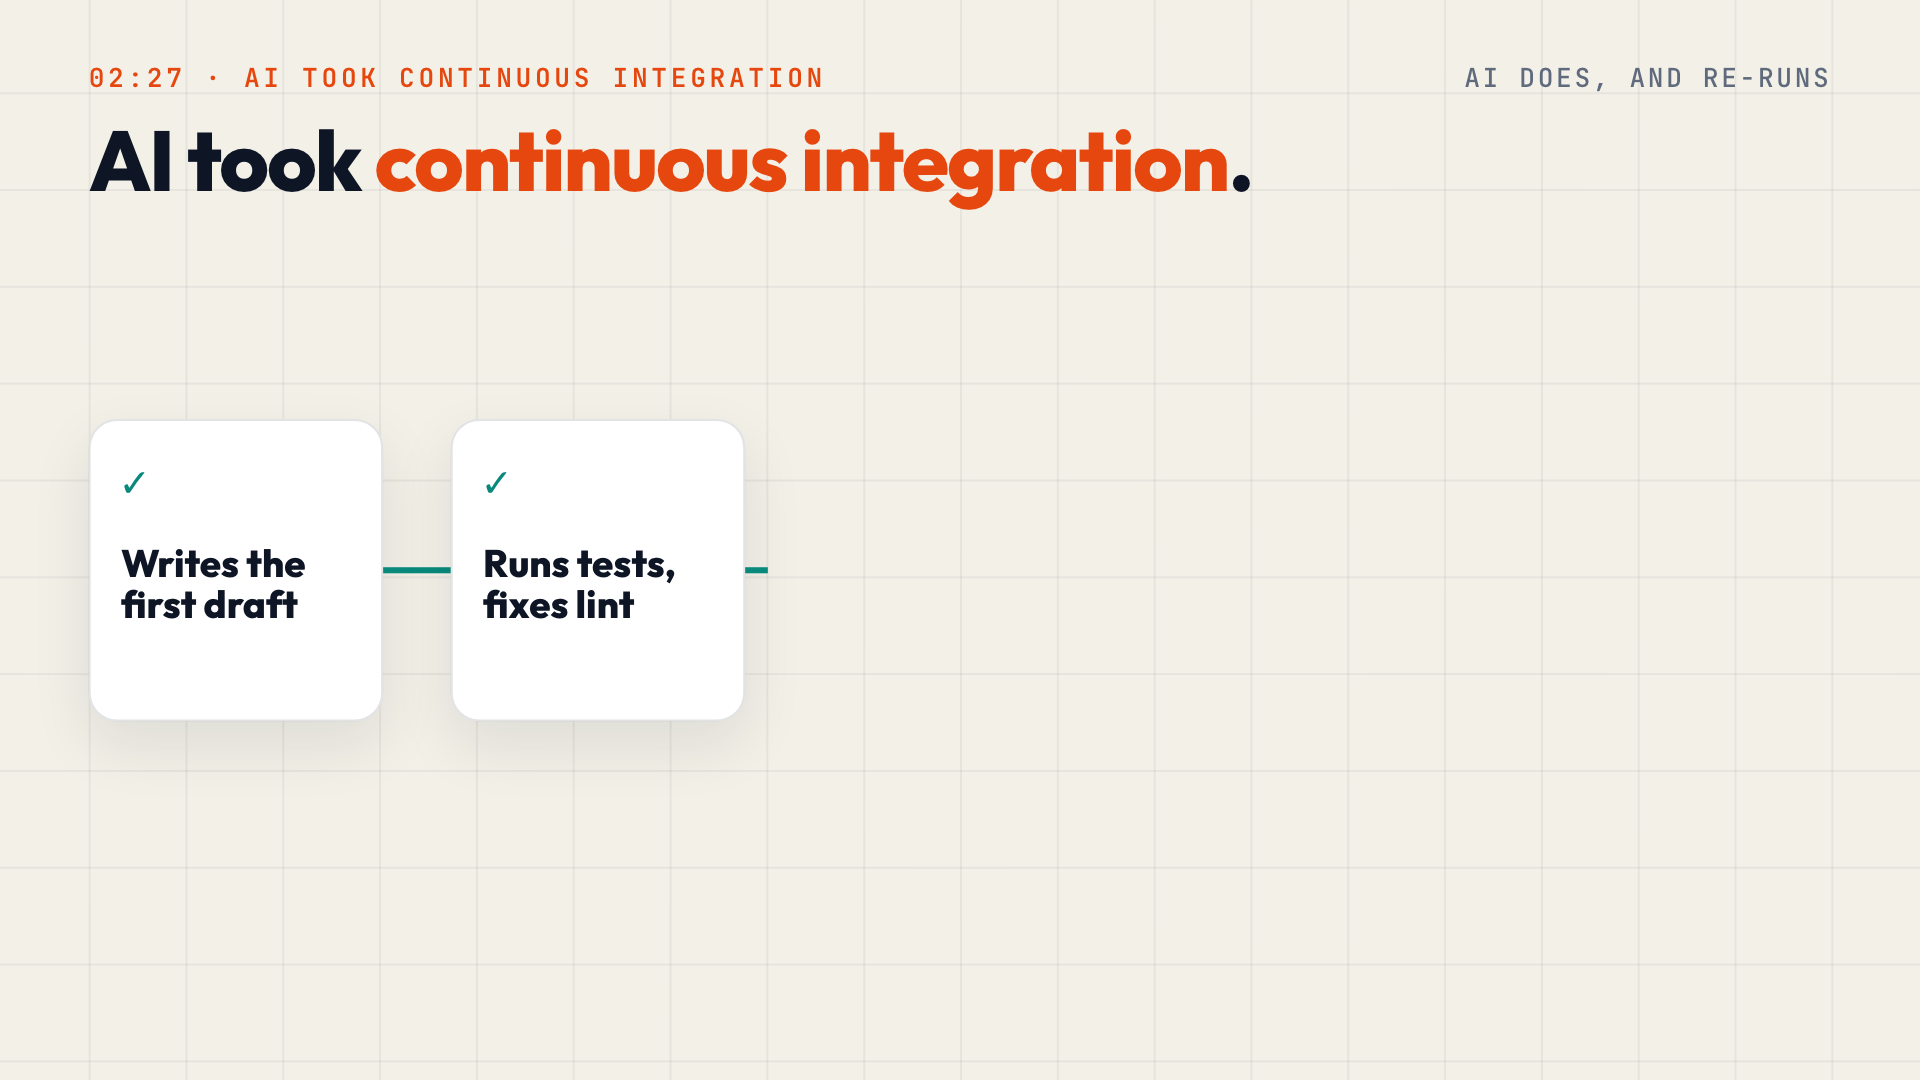 02:27 · AI TOOK CONTINUOUS INTEGRATION
AI DOES, AND RE-RUNS
AI took continuous integration.
✓
Writes the
first draft
✓
Runs tests,
fixes lint